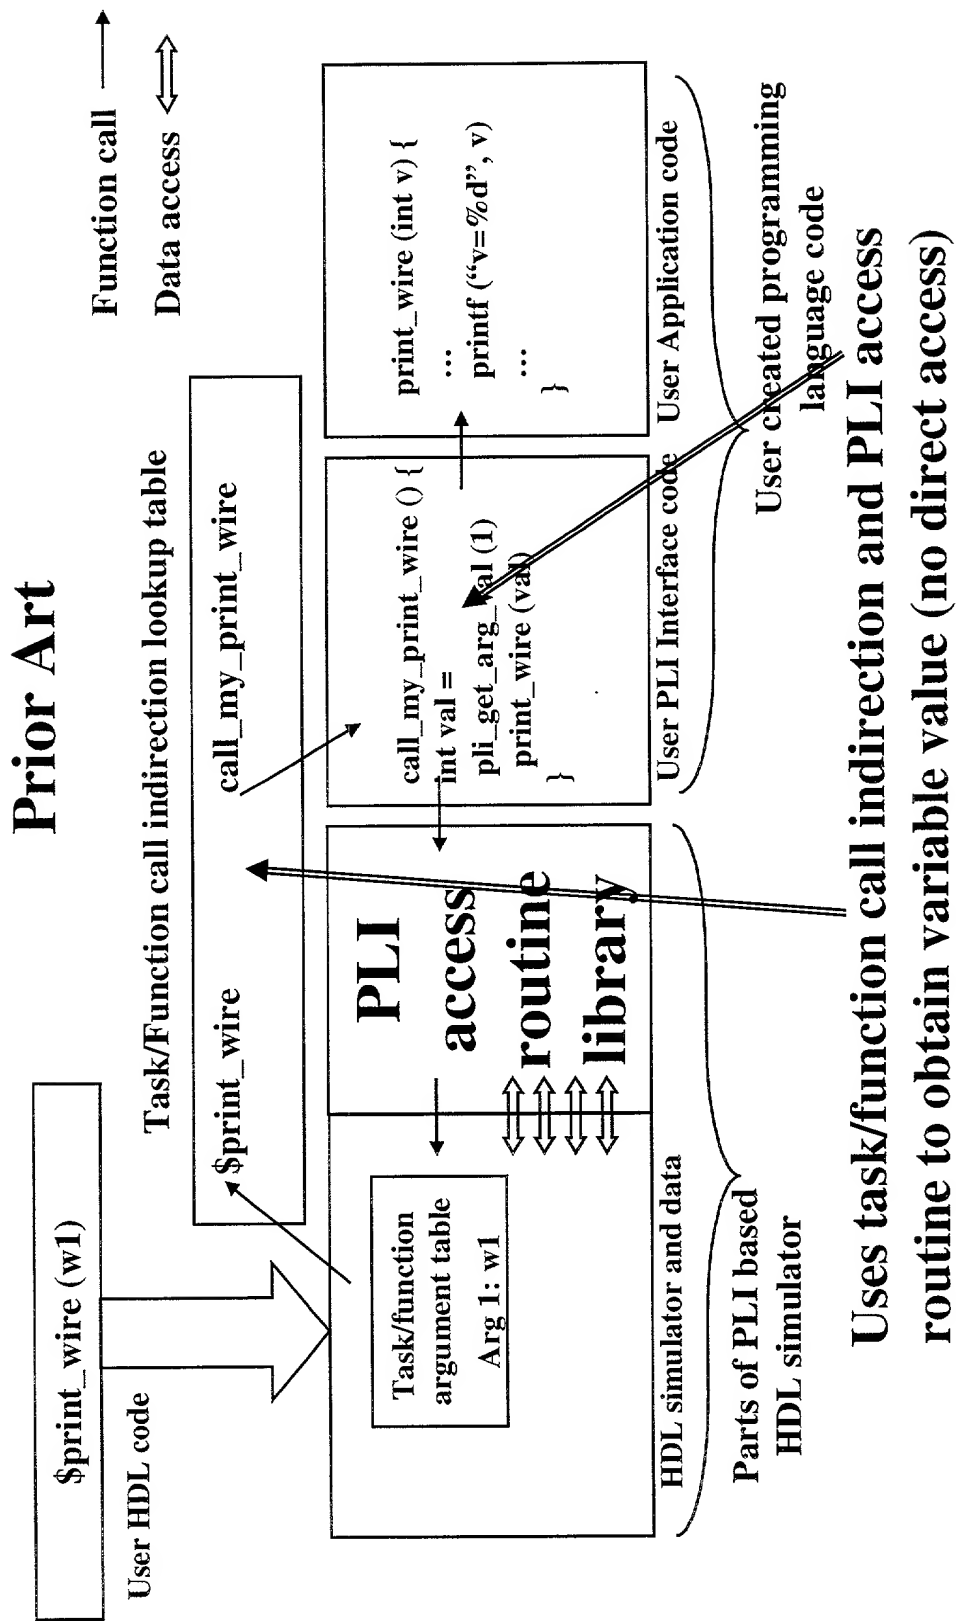 Prior Art
Function call
Data access
$print_wire (w1)
User HDL code
Task/Function call indirection lookup table
$print_wire
call_my_print_wire
Task/function
argument table
Arg 1: w1
PLI
access
routine
library
call_my_print_wire () {
int val =
pli_get_arg_val (1)
print_wire (val)
}
print_wire (int v) {
...
printf (“v=%d”, v)
...
}
HDL simulator and data
User PLI Interface code
User Application code
Parts of PLI based
HDL simulator
User created programming
language code
Uses task/function call indirection and PLI access
routine to obtain variable value (no direct access)